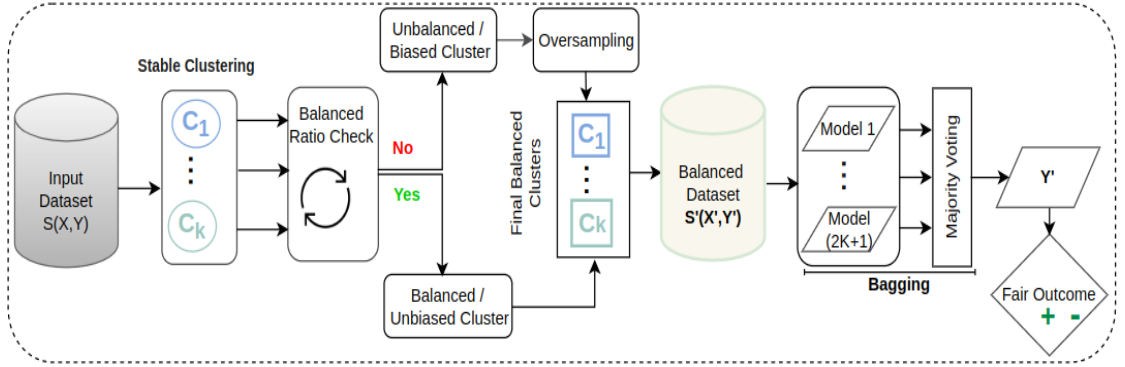 Input
Dataset
S(X,Y)
Stable Clustering
C1
Ck
Balanced
Ratio Check
No
Yes
Unbalanced /
Biased Cluster
Oversampling
Balanced /
Unbiased Cluster
Final Balanced
Clusters
C1
Ck
Balanced
Dataset
S'(X',Y')
Model 1
Model
(2K+1)
Majority Voting
Bagging
Y'
Fair Outcome
+ -